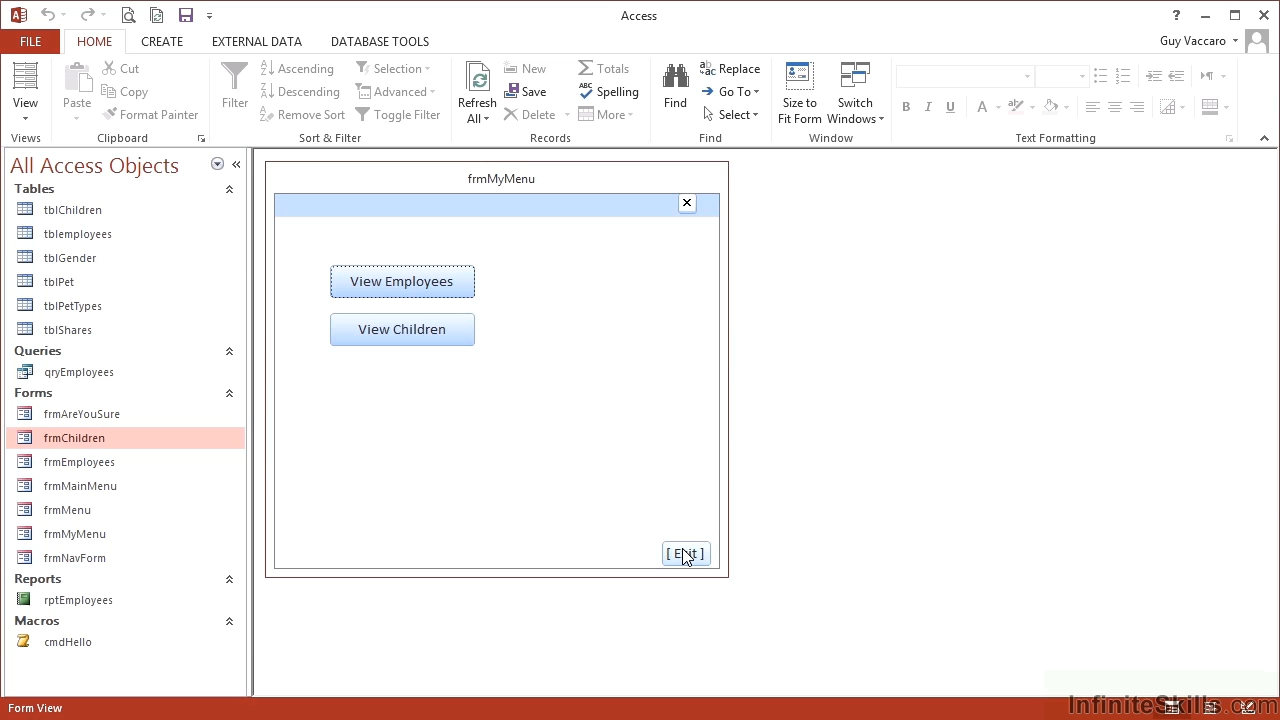 Access
?
FILE HOME CREATE EXTERNAL DATA DATABASE TOOLS
Guy Vaccaro
View
Views
Paste
Cut
Copy
Format Painter
Clipboard
Filter
Ascending
Descending
Remove Sort
Sort & Filter
Refresh
All
New
Save
Delete
Totals
Spelling
More
Records
Find
Replace
Go To
Select
Find
Size to
Fit Form
Switch
Windows
Window
B I U A
Text Formatting
All Access Objects
Tables
tblChildren
tblemployees
tblGender
tblPet
tblPetTypes
tblShares
Queries
qryEmployees
Forms
frmAreYouSure
frmChildren
frmEmployees
frmMainMenu
frmMenu
frmMyMenu
frmNavForm
Reports
rptEmployees
Macros
cmdHello
frmMyMenu
View Employees
View Children
Form View
InfiniteSkills.com